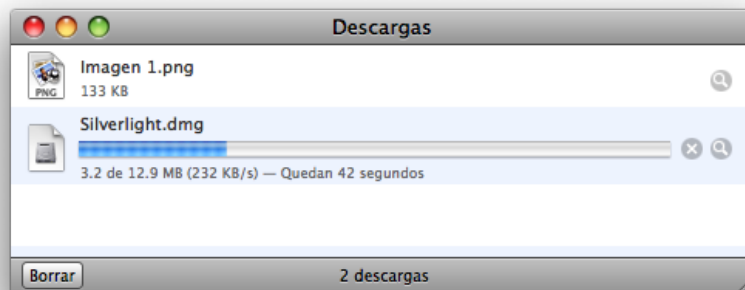 Descargas
Imagen 1.png
133 KB
PNG
Silverlight.dmg
3.2 de 12.9 MB (232 KB/s) — Quedan 42 segundos
Borrar
2 descargas